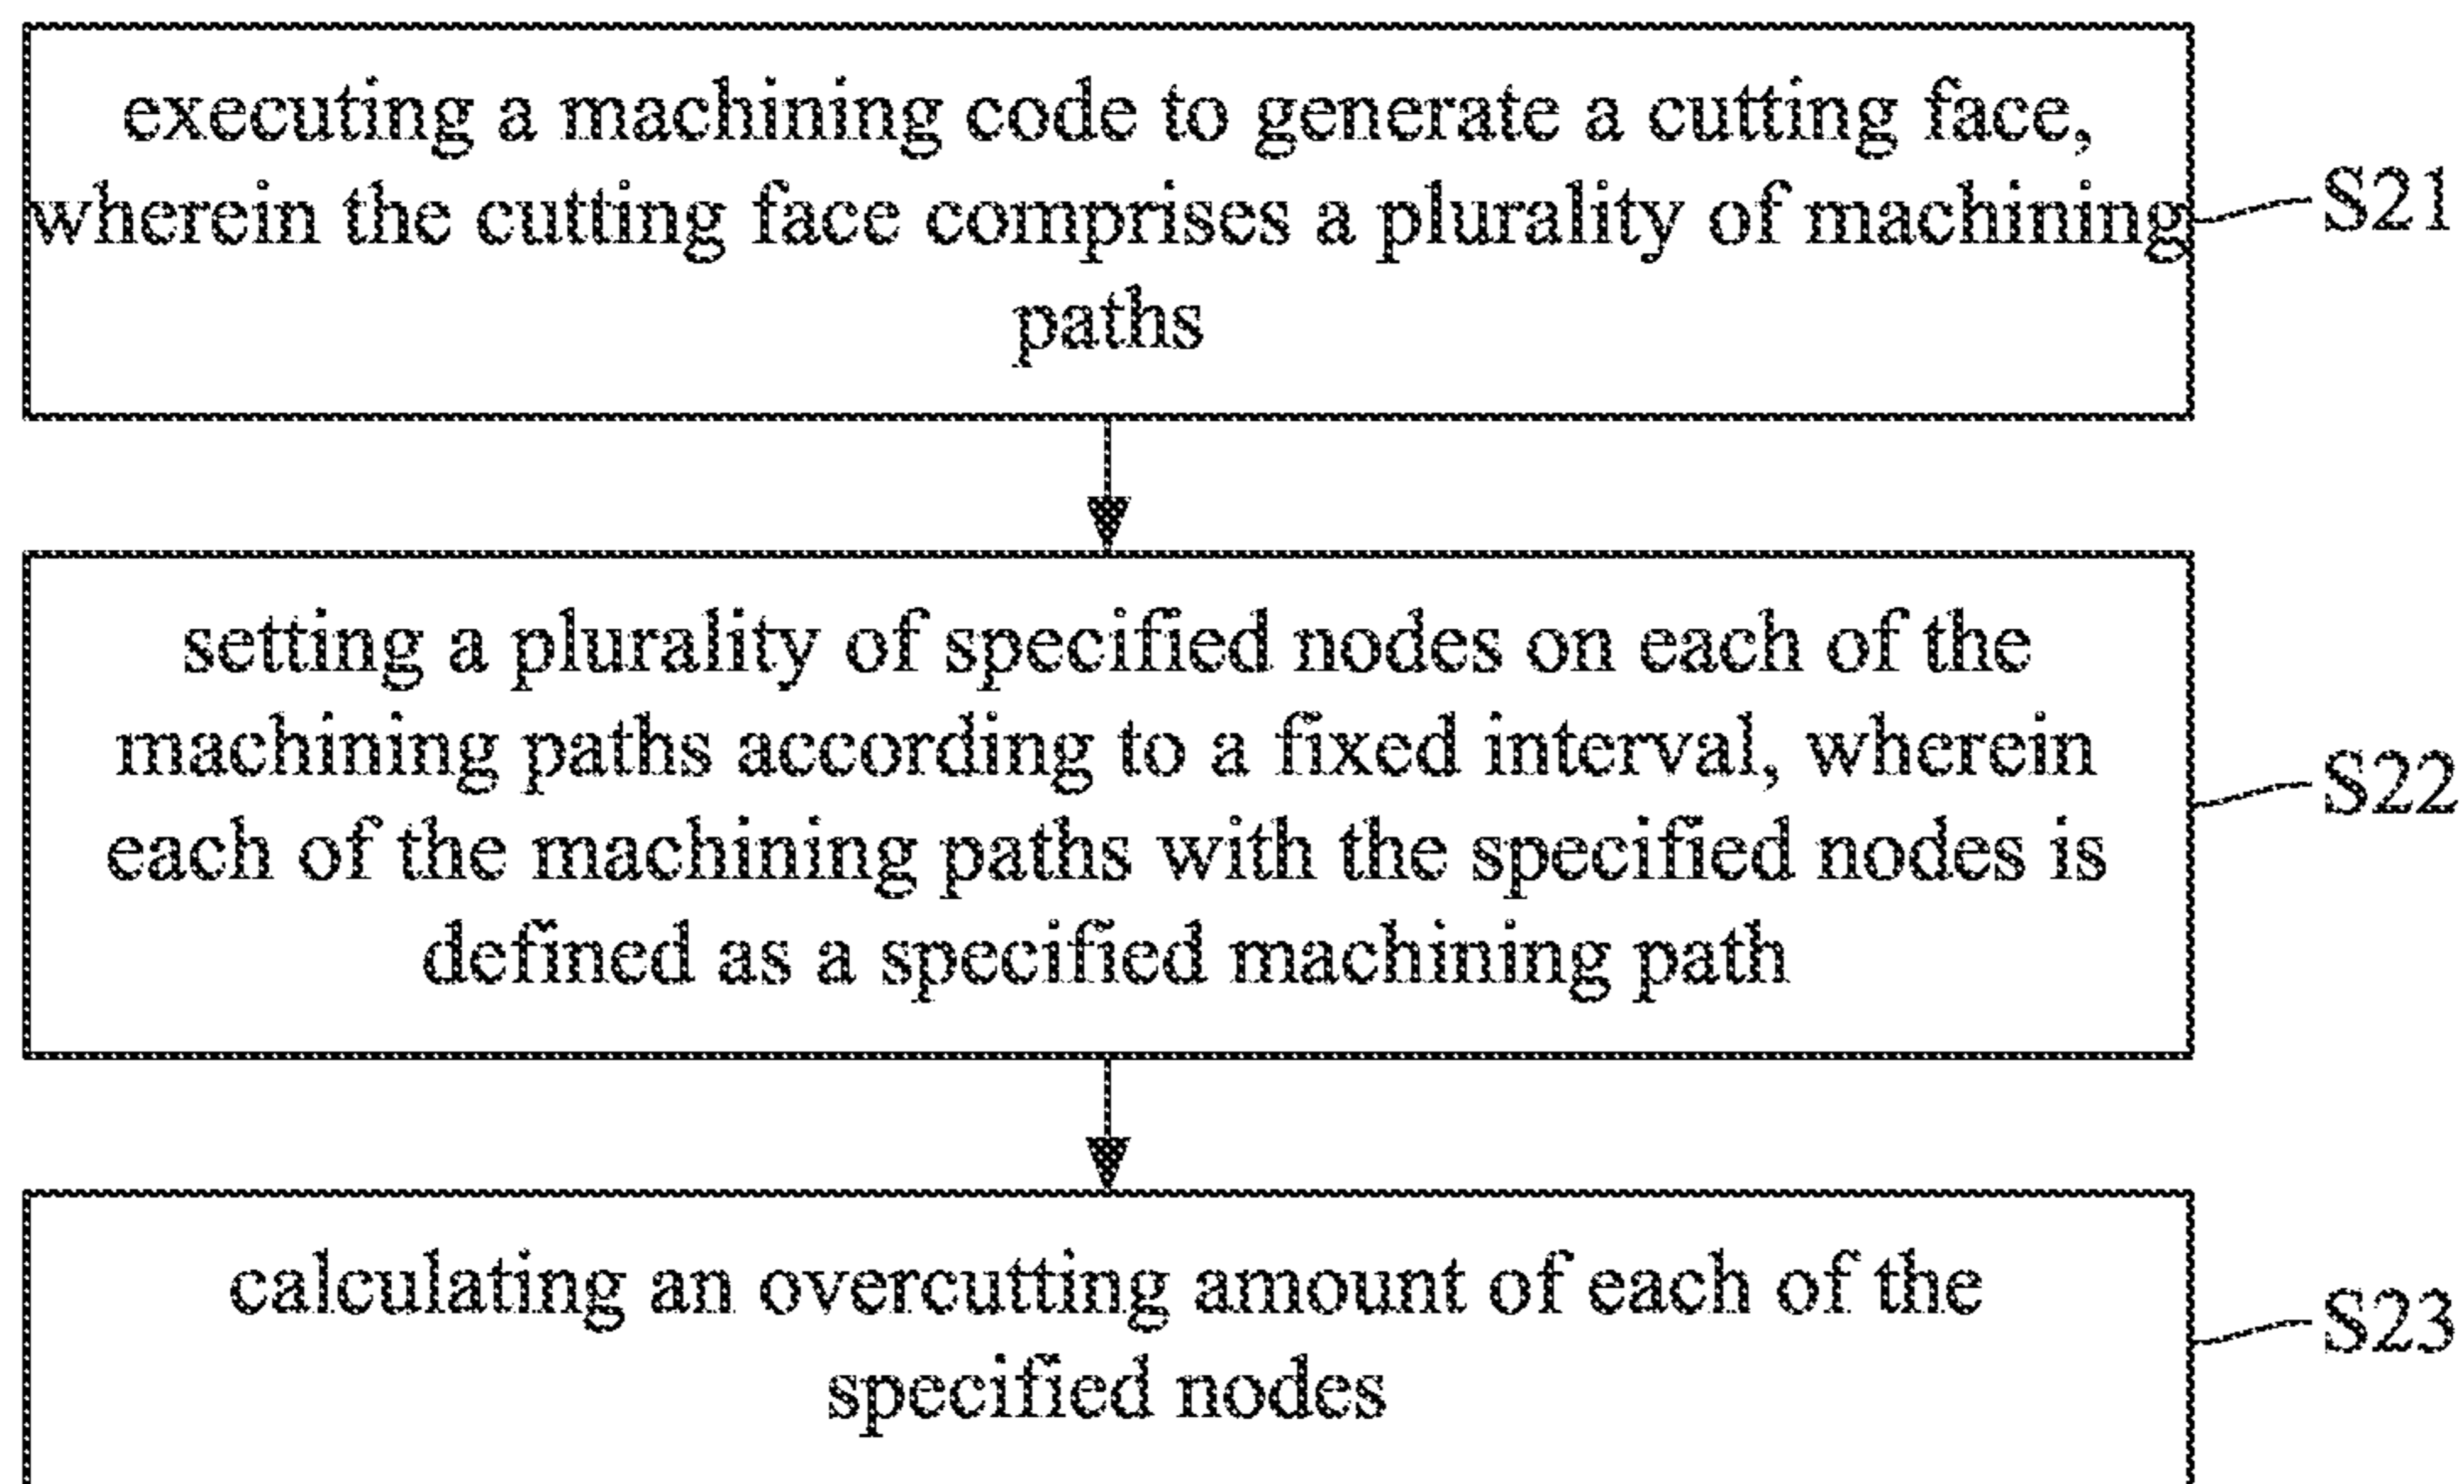 executing a machining code to generate a cutting face,
wherein the cutting face comprises a plurality of machining
paths
S21
setting a plurality of specified nodes on each of the
machining paths according to a fixed interval, wherein
each of the machining paths with the specified nodes is
defined as a specified machining path
S22
calculating an overcutting amount of each of the
specified nodes
S23